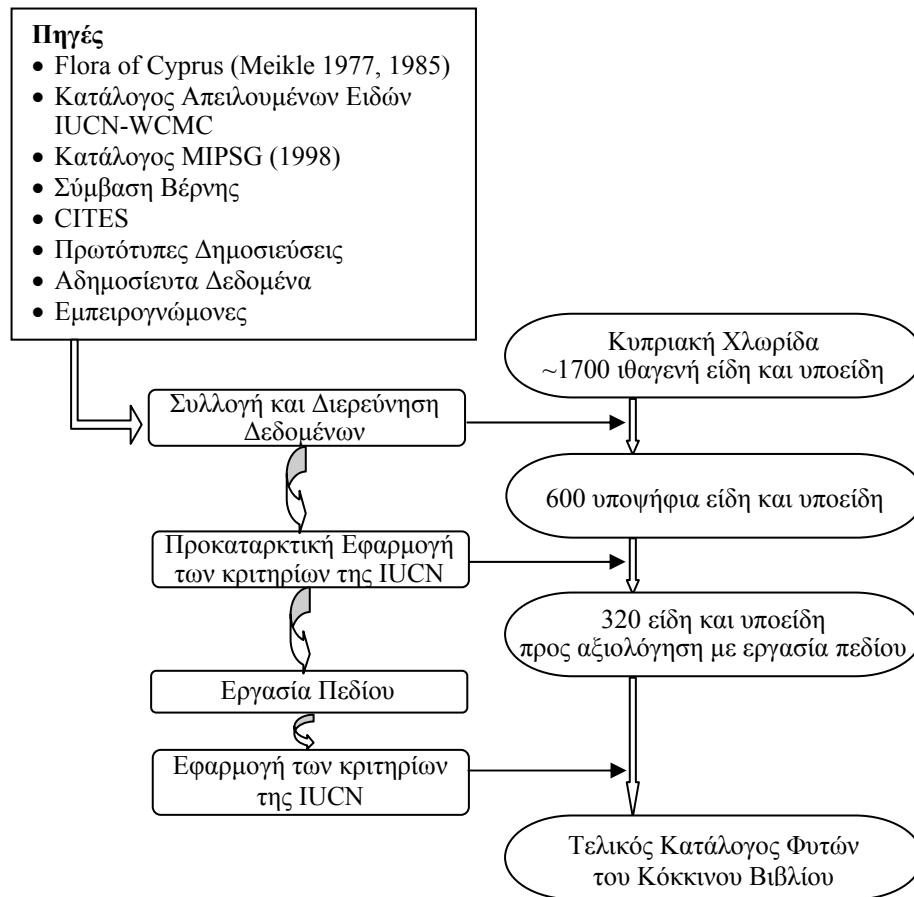 Πηγές
• Flora of Cyprus (Meikle 1977, 1985)
• Κατάλογος Απειλουμένων Ειδών
IUCN-WCMC
• Κατάλογος MIPSG (1998)
• Σύμβαση Βέρνης
• CITES
• Πρωτότυπες Δημοσιεύσεις
• Αδημοσίευτα Δεδομένα
• Εμπειρογνώμονες
Κυπριακή Χλωρίδα
~1700 ιθαγενή είδη και υποείδη
Συλλογή και Διερεύνηση
Δεδομένων
600 υποψήφια είδη και υποείδη
Προκαταρκτική Εφαρμογή
των κριτηρίων της IUCN
320 είδη και υποείδη
προς αξιολόγηση με εργασία πεδίου
Εργασία Πεδίου
Εφαρμογή των κριτηρίων
της IUCN
Τελικός Κατάλογος Φυτών
του Κόκκινου Βιβλίου